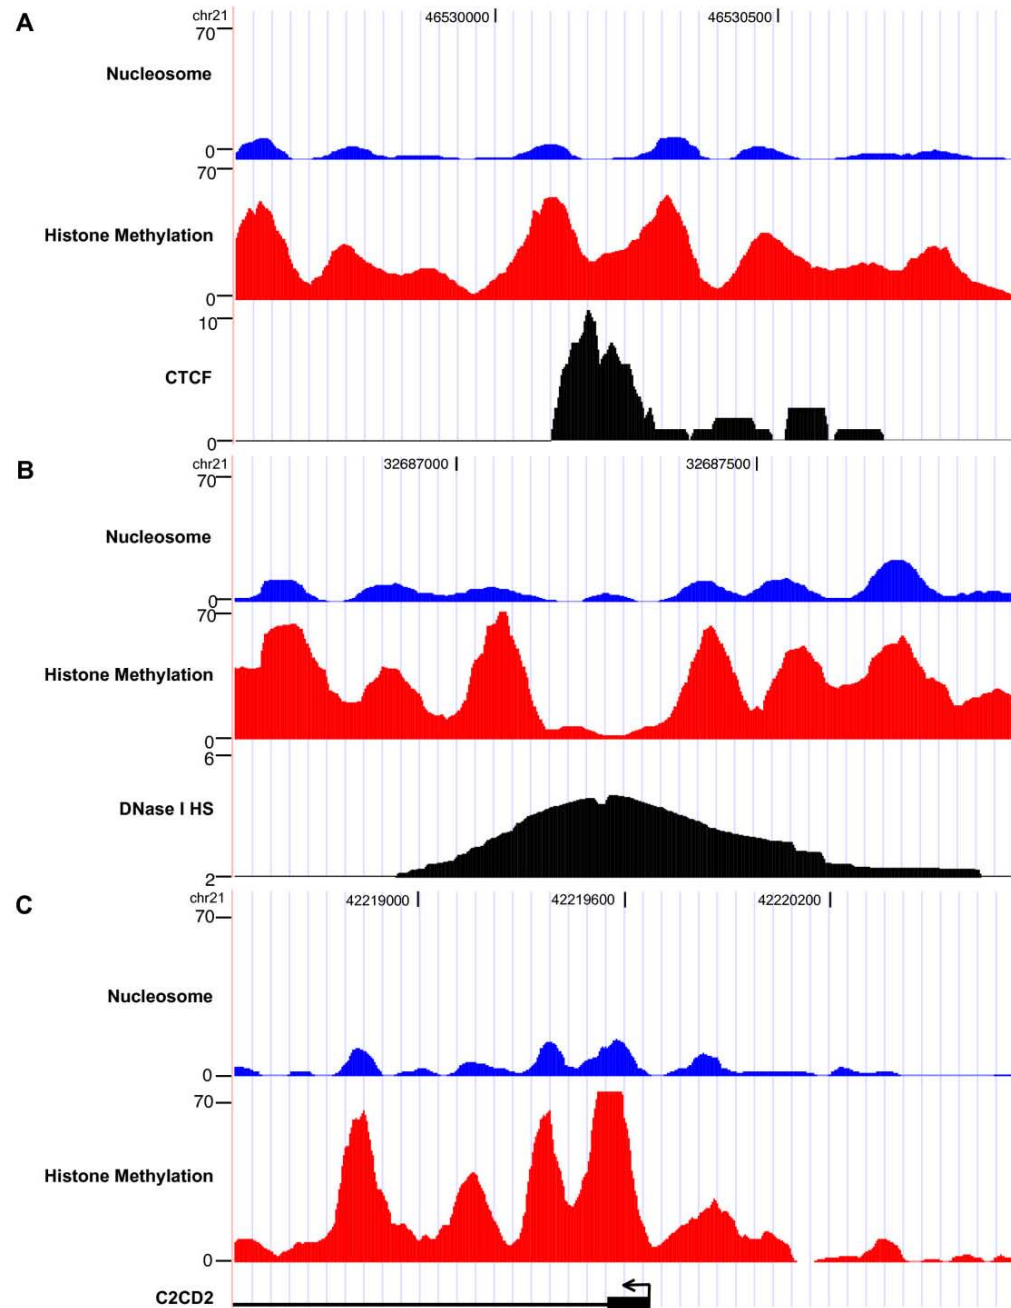 A
chr21
46530000
46530500
70
Nucleosome
0
70
Histone Methylation
0
10
CTCF
0
B
chr21
32687000
32687500
70
Nucleosome
0
70
Histone Methylation
0
6
DNase I HS
2
C
chr21
42219000
42219600
42220200
70
Nucleosome
0
70
Histone Methylation
0
C2CD2